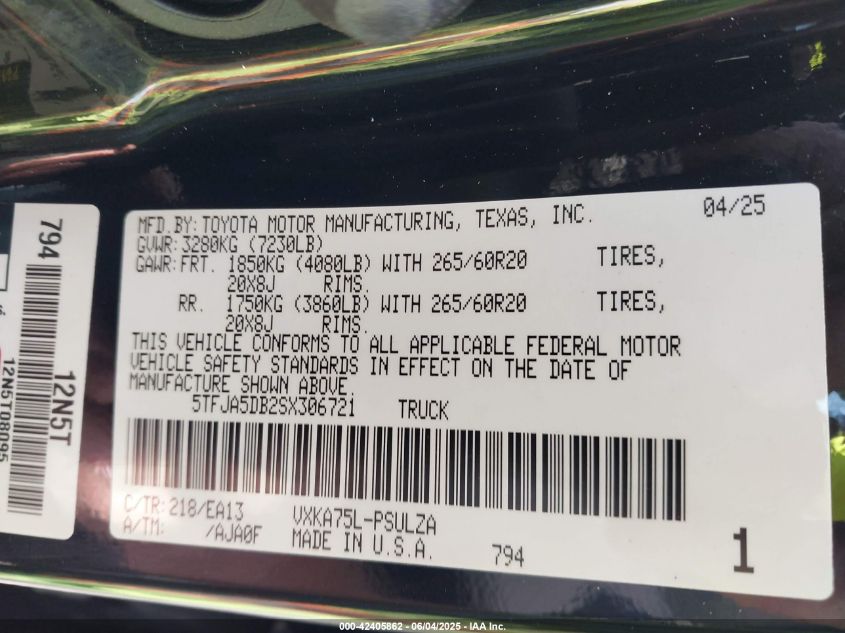 MFD.BY: TOYOTA MOTOR MANUFACTURING, TEXAS, INC. 04/25
GVWR: 3280KG (7230LB)
GAWR: FRT. 1850KG (4080LB) WITH 265/60R20 TIRES,
20X8J RIMS.
RR. 1750KG (3860LB) WITH 265/60R20 TIRES,
20X8J RIMS.
THIS VEHICLE CONFORMS TO ALL APPLICABLE FEDERAL MOTOR
VEHICLE SAFETY STANDARDS IN EFFECT ON THE DATE OF
MANUFACTURE SHOWN ABOVE
5TFJA5DB2SX306721 TRUCK
C/TR: 218/EA13 VXKA75L-PSULZA
A/TM: /AJA0F MADE IN U.S.A. 794 1
794
12N5T
12N5T08095
000-42405862 - 06/04/2025 - IAA Inc.